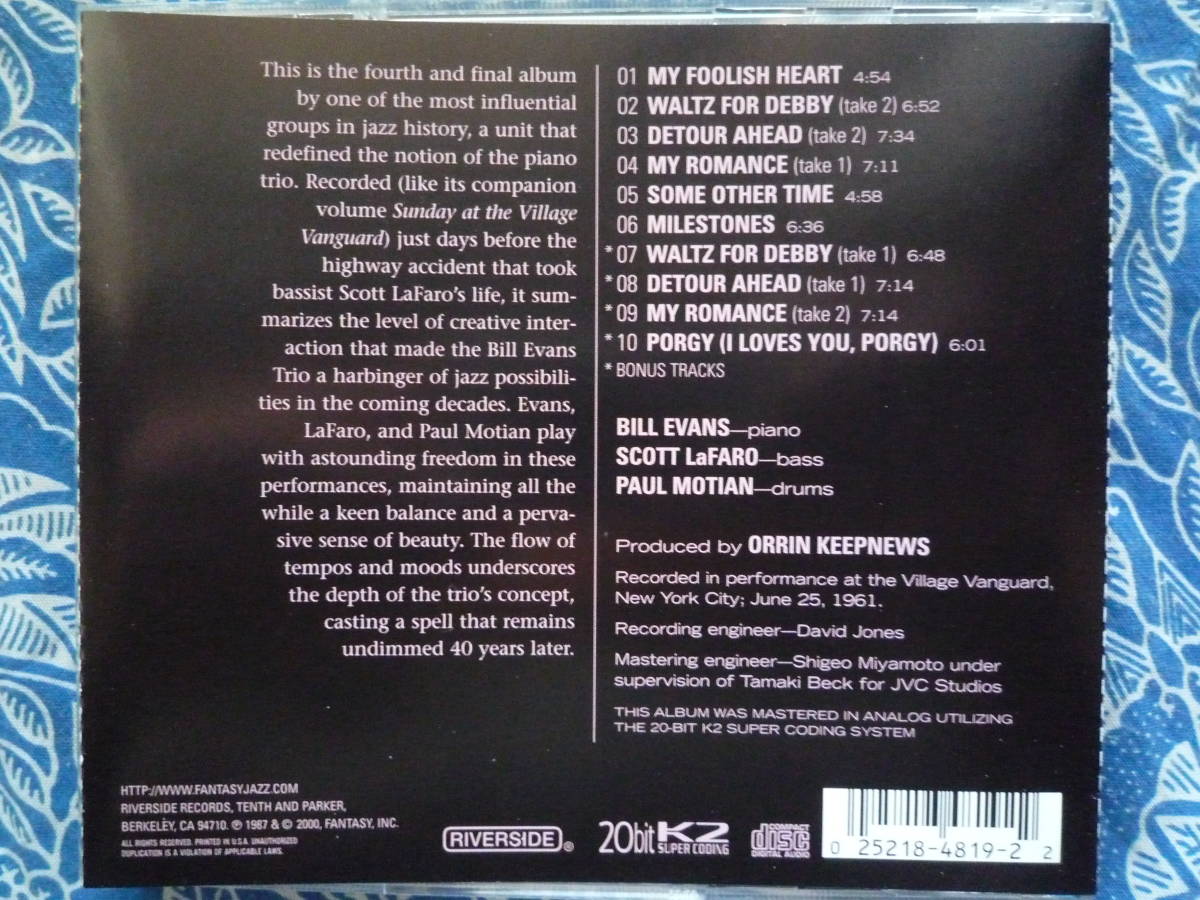 This is the fourth and final album
by one of the most influential
groups in jazz history, a unit that
redefined the notion of the piano
trio. Recorded (like its companion
volume Sunday at the Village
Vanguard) just days before the
highway accident that took
bassist Scott LaFaro's life, it sum-
marizes the level of creative inter-
action that made the Bill Evans
Trio a harbinger of jazz possibili-
ties in the coming decades. Evans,
LaFaro, and Paul Motian play
with astounding freedom in these
performances, maintaining all the
while a keen balance and a perva-
sive sense of beauty. The flow of
tempos and moods underscores
the depth of the trio's concept,
casting a spell that remains
undimmed 40 years later.
01 MY FOOLISH HEART 4:54
02 WALTZ FOR DEBBY (take 2) 6:52
03 DETOUR AHEAD (take 2) 7:34
04 MY ROMANCE (take 1) 7:11
05 SOME OTHER TIME 4:58
06 MILESTONES 6:36
* 07 WALTZ FOR DEBBY (take 1) 6:48
* 08 DETOUR AHEAD (take 1) 7:14
* 09 MY ROMANCE (take 2) 7:14
* 10 PORGY (I LOVES YOU, PORGY) 6:01
* BONUS TRACKS
BILL EVANS—piano
SCOTT LaFARO—bass
PAUL MOTIAN—drums
Produced by ORRIN KEEPNEWS
Recorded in performance at the Village Vanguard,
New York City; June 25, 1961.
Recording engineer—David Jones
Mastering engineer—Shigeo Miyamoto under
supervision of Tamaki Beck for JVC Studios
THIS ALBUM WAS MASTERED IN ANALOG UTILIZING
THE 20-BIT K2 SUPER CODING SYSTEM
HTTP://WWW.FANTASYJAZZ.COM
RIVERSIDE RECORDS, TENTH AND PARKER,
BERKELEY, CA 94710. ℗ 1987 & © 2000, FANTASY, INC.
ALL RIGHTS RESERVED. PRINTED IN U.S.A. UNAUTHORIZED
DUPLICATION IS A VIOLATION OF APPLICABLE LAWS.
RIVERSIDE®
20bit K2 SUPER CODING
COMPACT disc DIGITAL AUDIO
0 25218-4819-2 2